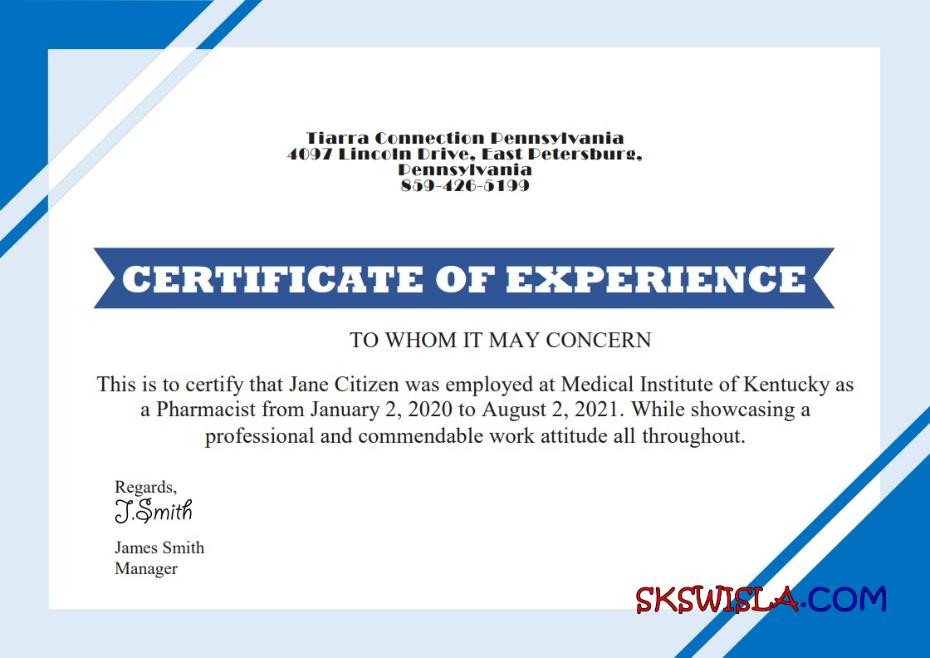 Tiarra Connection Pennsylvania
4097 Lincoln Drive, East Petersburg,
Pennsylvania
859-426-5199
CERTIFICATE OF EXPERIENCE
TO WHOM IT MAY CONCERN
This is to certify that Jane Citizen was employed at Medical Institute of Kentucky as
a Pharmacist from January 2, 2020 to August 2, 2021. While showcasing a
professional and commendable work attitude all throughout.
Regards,
J.Smith
James Smith
Manager
SKSWISLA.COM